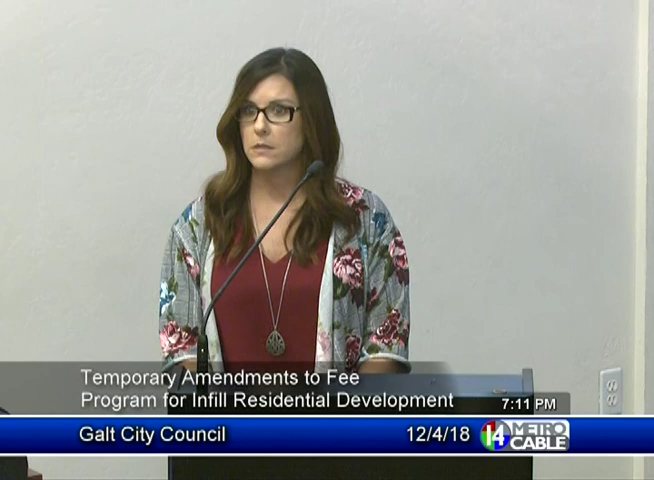 Temporary Amendments to Fee
Program for Infill Residential Development
7:11 PM
Galt City Council
12/4/18
14 METRO
CABLE